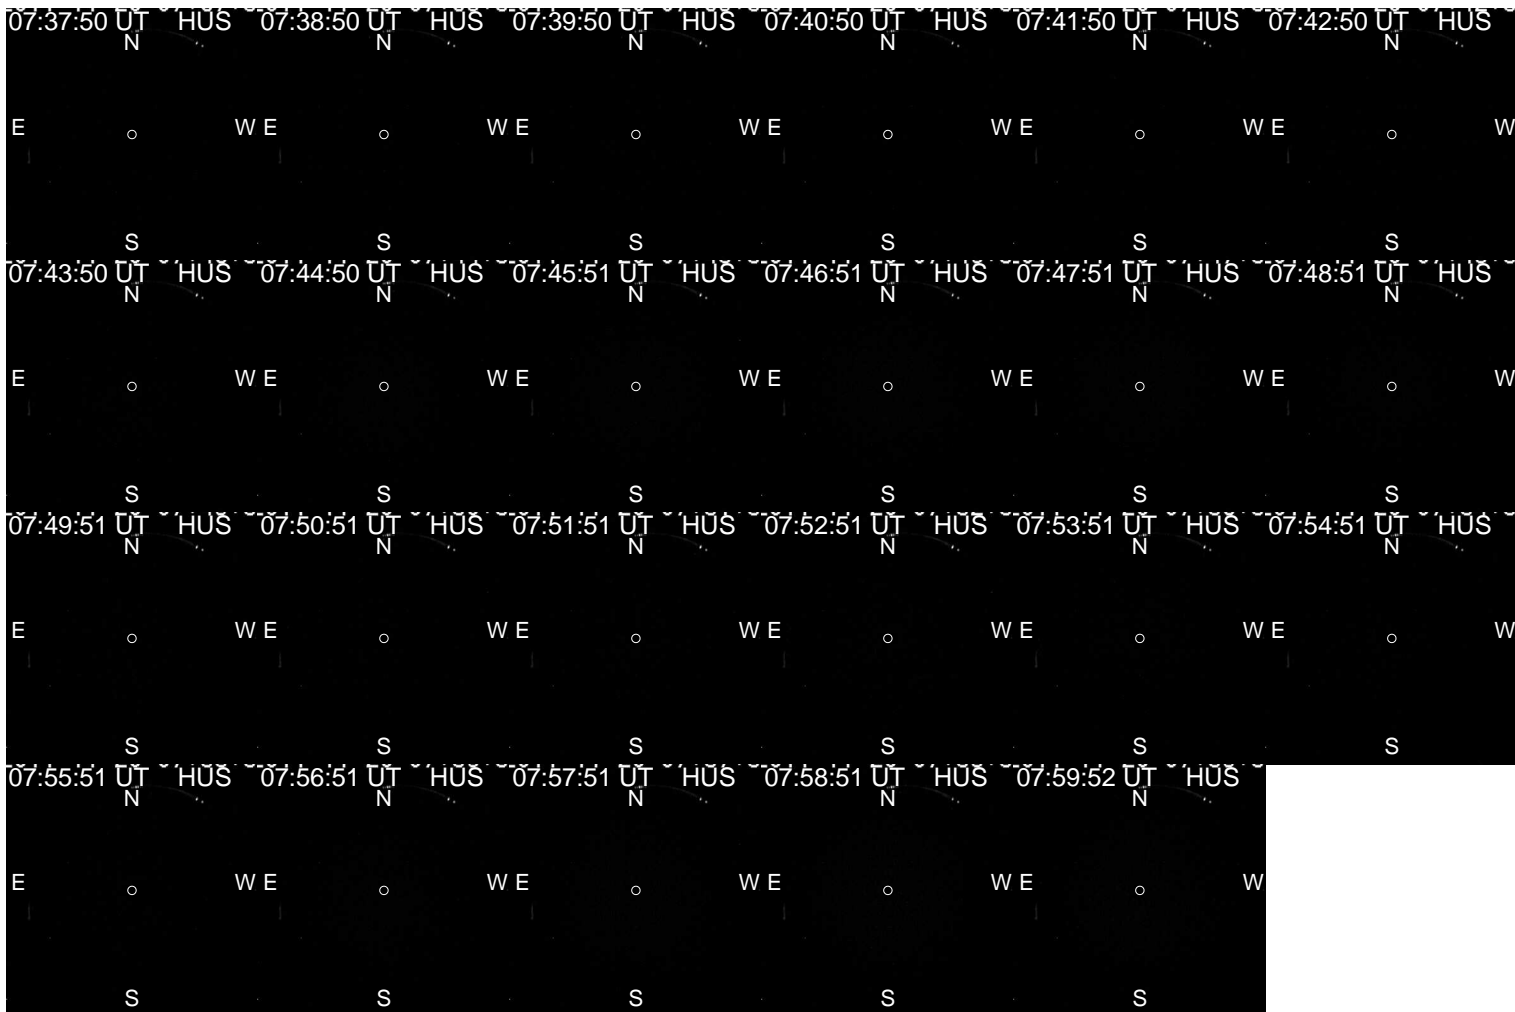 07:37:50 UT HUS 07:38:50 UT HUS 07:39:50 UT HUS 07:40:50 UT HUS 07:41:50 UT HUS 07:42:50 UT HUS
N N N N N N
E W E W E W E W E W E W
S S S S S S
07:43:50 UT HUS 07:44:50 UT HUS 07:45:51 UT HUS 07:46:51 UT HUS 07:47:51 UT HUS 07:48:51 UT HUS
N N N N N N
E W E W E W E W E W E W
S S S S S S
07:49:51 UT HUS 07:50:51 UT HUS 07:51:51 UT HUS 07:52:51 UT HUS 07:53:51 UT HUS 07:54:51 UT HUS
N N N N N N
E W E W E W E W E W E W
S S S S S S
07:55:51 UT HUS 07:56:51 UT HUS 07:57:51 UT HUS 07:58:51 UT HUS 07:59:52 UT HUS
N N N N N
E W E W E W E W E W
S S S S S